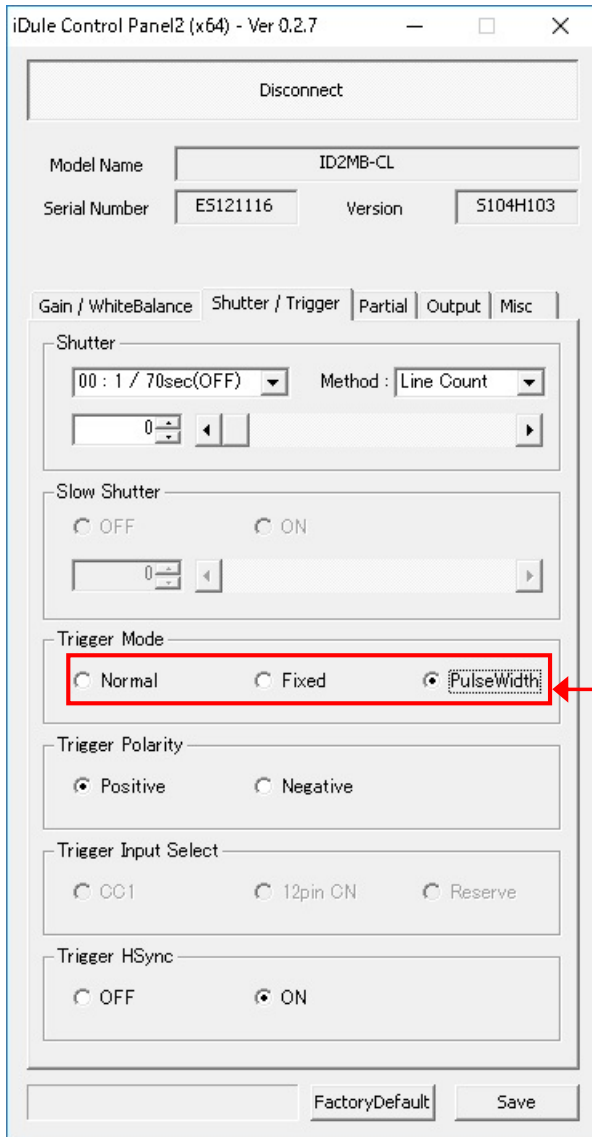 iDule Control Panel2 (x64) - Ver 0.2.7
Disconnect
Model Name ID2MB-CL
Serial Number ES121116 Version S104H103
Gain / WhiteBalance Shutter / Trigger Partial Output Misc
Shutter
00 : 1 / 70sec(OFF) Method : Line Count
0
Slow Shutter
OFF ON
0
Trigger Mode
Normal Fixed PulseWidth
Trigger Polarity
Positive Negative
Trigger Input Select
CC1 12pin CN Reserve
Trigger HSync
OFF ON
FactoryDefault Save